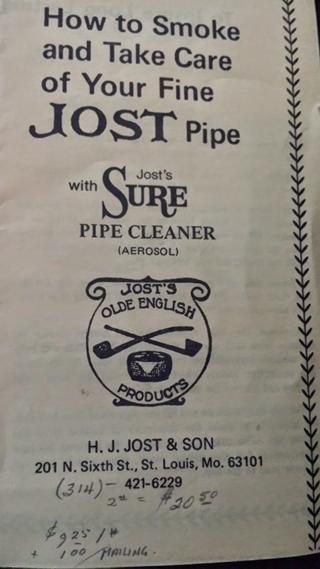 How to Smoke
and Take Care
of Your Fine
JOST Pipe
Jost's
with SURE
PIPE CLEANER
(AEROSOL)
JOST'S
OLDE ENGLISH
PRODUCTS
H. J. JOST & SON
201 N. Sixth St., St. Louis, Mo. 63101
(314)- 421-6229
2# = $20 50
$9 25 / #
+ 1 00 / MAILING.